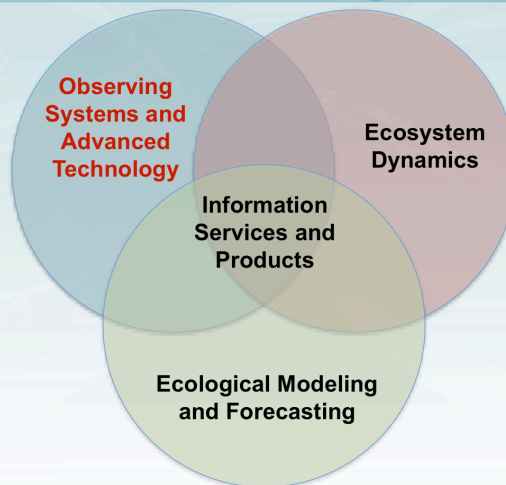 Observing
Systems and
Advanced
Technology
Ecosystem
Dynamics
Information
Services and
Products
Ecological Modeling
and Forecasting